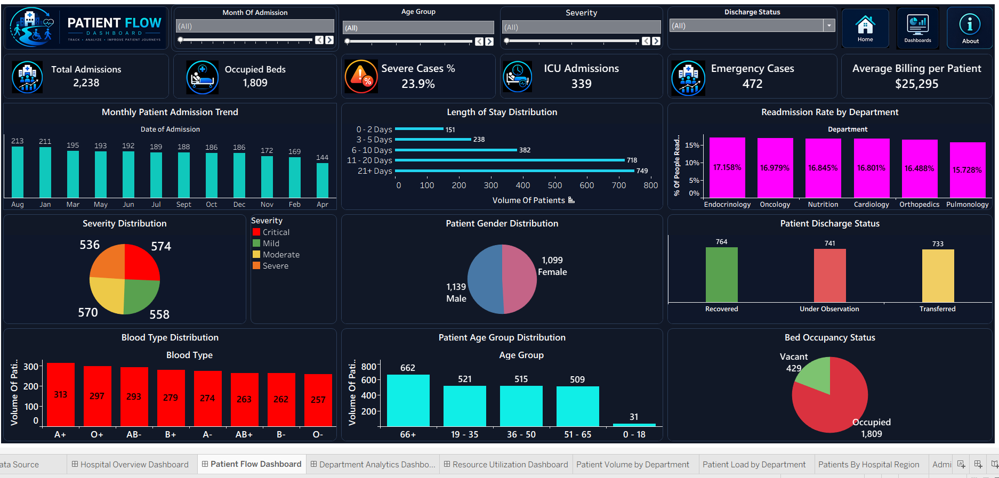 PATIENT FLOW
DASHBOARD
TRACK • ANALYZE • IMPROVE PATIENT JOURNEYS
Month Of Admission
(All)
Age Group
(All)
Severity
(All)
Discharge Status
(All)
Home
Dashboards
About
Total Admissions
2,238
Occupied Beds
1,809
Severe Cases %
23.9%
ICU Admissions
339
Emergency Cases
472
Average Billing per Patient
$25,295
Monthly Patient Admission Trend
Date of Admission
213 211 195 193 192 189 188 186 186 172 169 144
Aug Jan Mar May Jun Jul Sept Oct Dec Nov Feb Apr
Length of Stay Distribution
0 - 2 Days 151
3 - 5 Days 238
6 - 10 Days 382
11 - 20 Days 718
21+ Days 749
0 100 200 300 400 500 600 700 800
Volume Of Patients
Readmission Rate by Department
Department
% Of People Read..
15%
10%
5%
0%
17.158% 16.979% 16.845% 16.801% 16.488% 15.728%
Endocrinology Oncology Nutrition Cardiology Orthopedics Pulmonology
Severity Distribution
536 574
570 558
Severity
Critical
Mild
Moderate
Severe
Patient Gender Distribution
1,099
Female
1,139
Male
Patient Discharge Status
764 741 733
Recovered Under Observation Transferred
Blood Type Distribution
Blood Type
Volume Of Pati..
300
200
100
0
313 297 293 279 274 263 262 257
A+ O+ AB- B+ A- AB+ B- O-
Patient Age Group Distribution
Age Group
Volume Of Pati..
800
600
400
200
662 521 515 509 31
66+ 19 - 35 36 - 50 51 - 65 0 - 18
Bed Occupancy Status
Vacant
429
Occupied
1,809
ata Source
Hospital Overview Dashboard
Patient Flow Dashboard
Department Analytics Dashbo...
Resource Utilization Dashboard
Patient Volume by Department
Patient Load by Department
Patients By Hospital Region
Admi